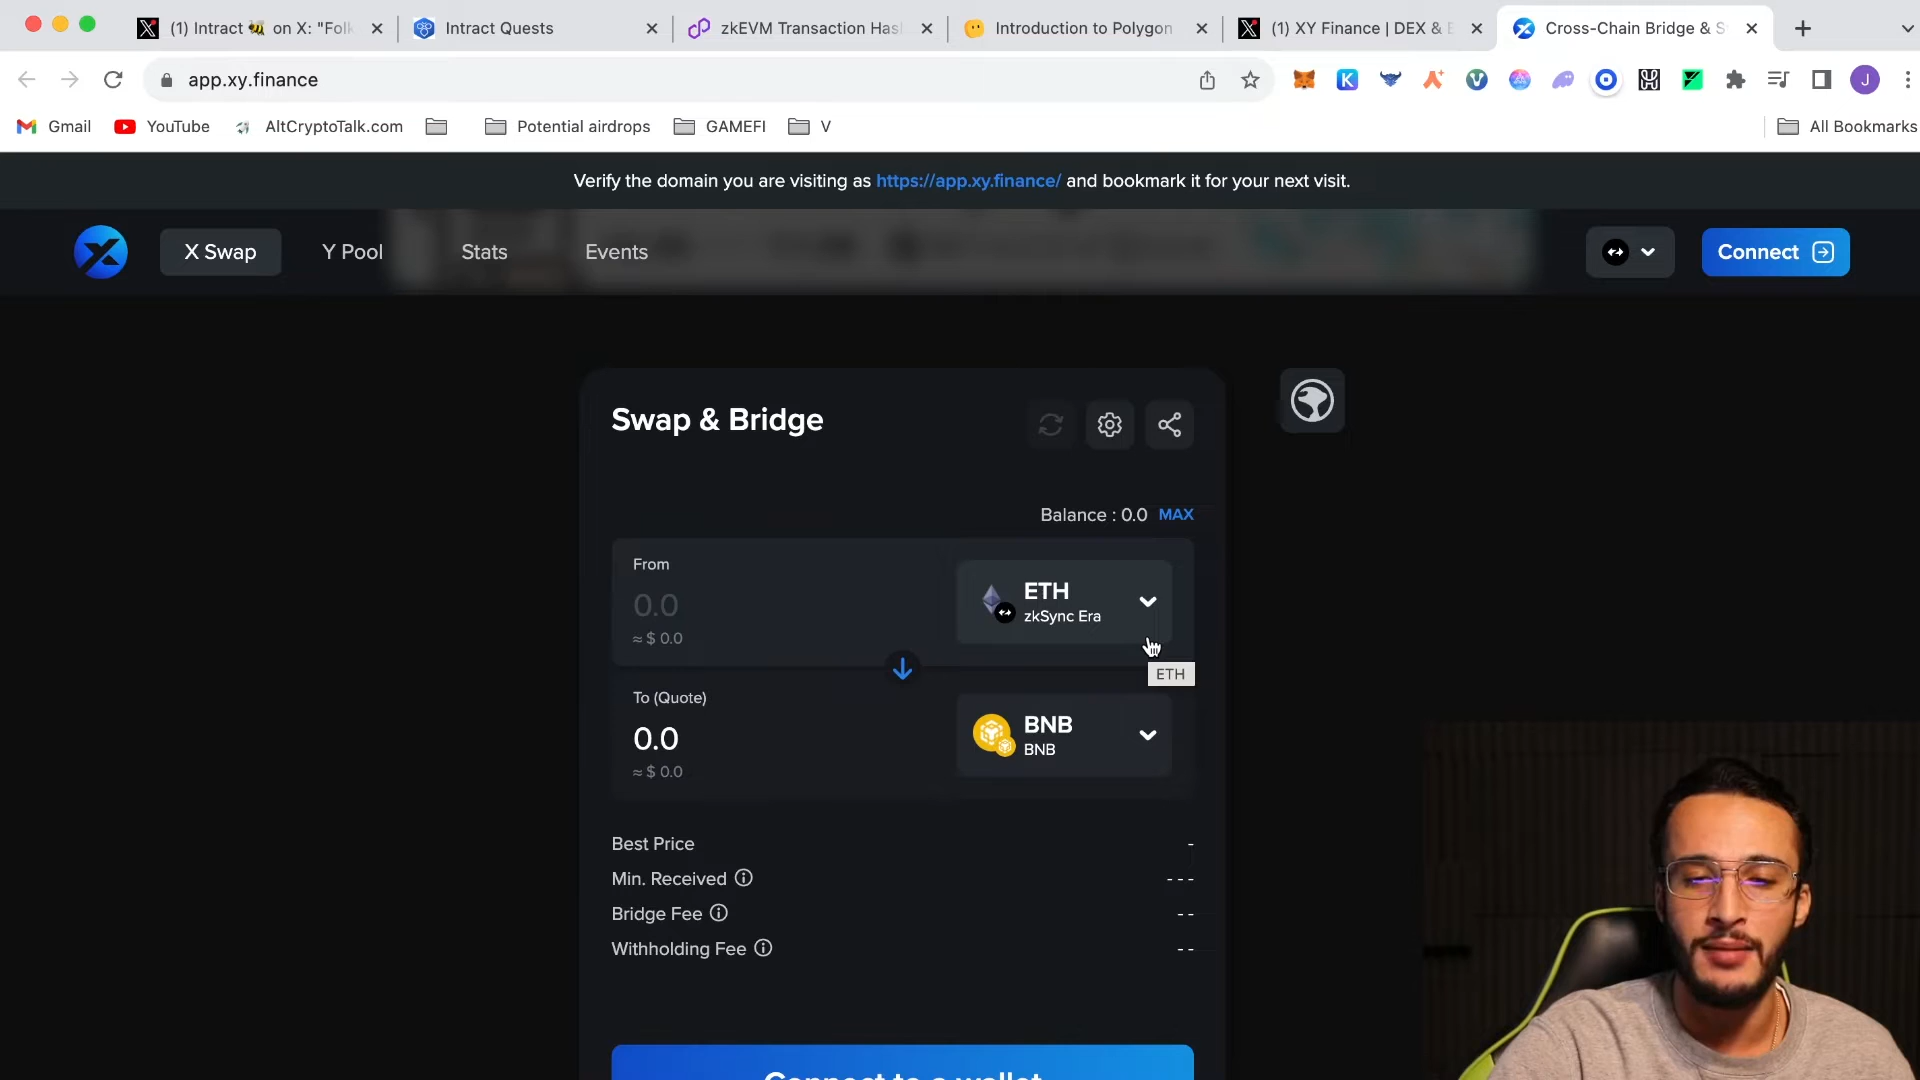 (1) Intract 🐝 on X: "Folk
Intract Quests
zkEVM Transaction Has
Introduction to Polygon
(1) XY Finance | DEX & B
Cross-Chain Bridge & S
app.xy.finance
J
Gmail
YouTube
AltCryptoTalk.com
Potential airdrops
GAMEFI
V
All Bookmarks
Verify the domain you are visiting as https://app.xy.finance/ and bookmark it for your next visit.
X Swap
Y Pool
Stats
Events
Connect
Swap & Bridge
Balance : 0.0 MAX
From
0.0
≈ $ 0.0
ETH
zkSync Era
ETH
To (Quote)
0.0
≈ $ 0.0
BNB
BNB
Best Price -
Min. Received - - -
Bridge Fee - -
Withholding Fee - -
Connect to a wallet